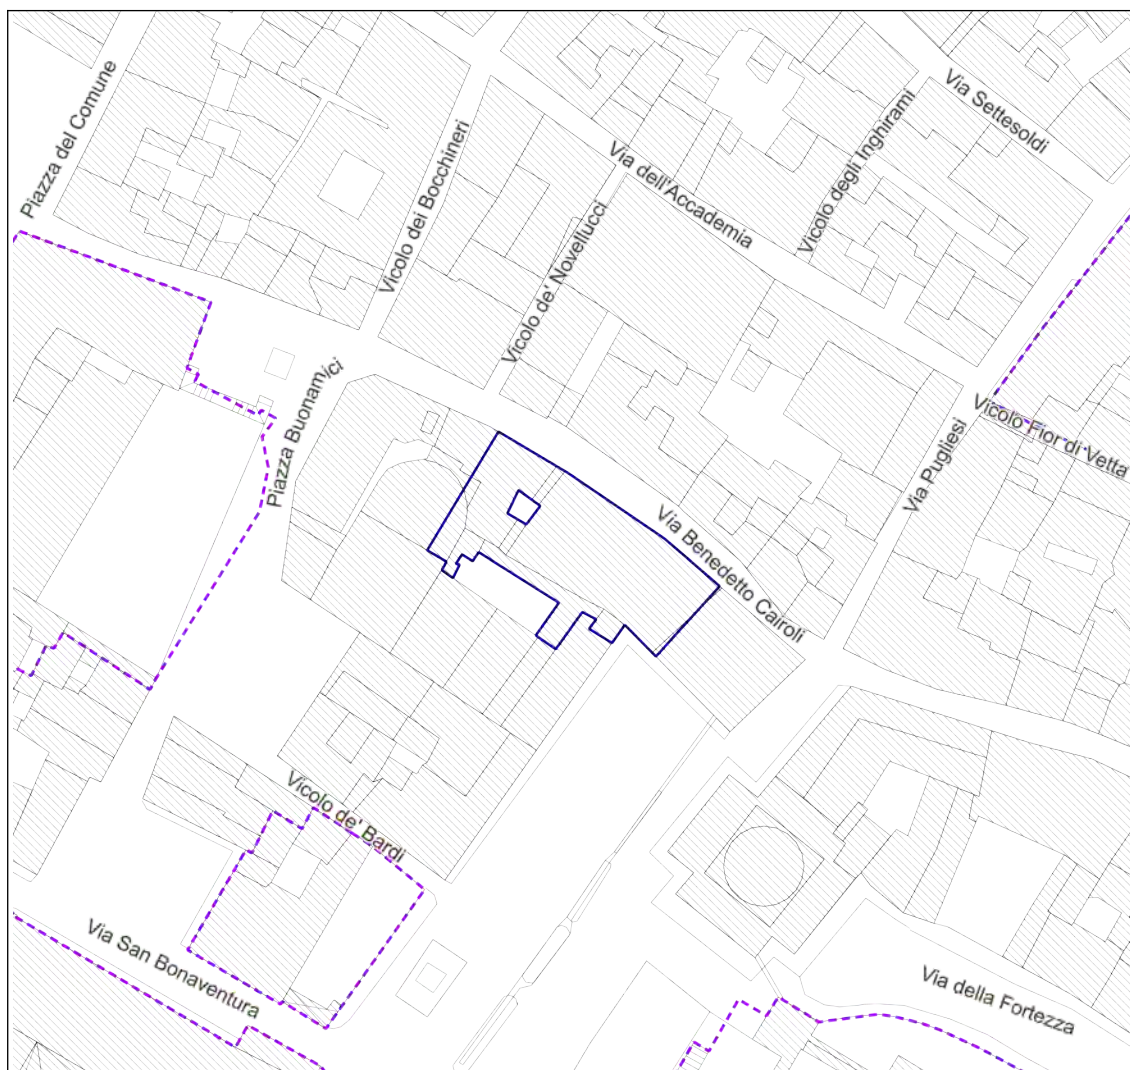 Piazza del Comune
Via Settesoldi
Vicolo dei Bocchineri
Vicolo degli Inghirami
Via dell'Accademia
Vicolo de' Novellucci
Piazza Buonamici
Vicolo Fior di Vetta
Via Pugliesi
Via Benedetto Cairoli
Vicolo de' Bardi
Via San Bonaventura
Via della Fortezza